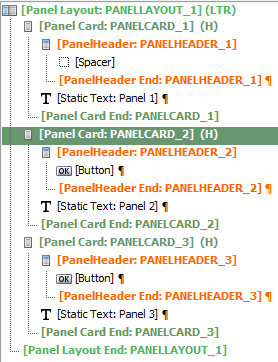 [Panel Layout: PANELLAYOUT_1] (LTR)
[Panel Card: PANELCARD_1] (H)
[PanelHeader: PANELHEADER_1]
[Spacer]
[PanelHeader End: PANELHEADER_1] ¶
T [Static Text: Panel 1] ¶
[Panel Card End: PANELCARD_1]
[Panel Card: PANELCARD_2] (H)
[PanelHeader: PANELHEADER_2]
OK [Button] ¶
[PanelHeader End: PANELHEADER_2] ¶
T [Static Text: Panel 2] ¶
[Panel Card End: PANELCARD_2]
[Panel Card: PANELCARD_3] (H)
[PanelHeader: PANELHEADER_3]
OK [Button] ¶
[PanelHeader End: PANELHEADER_3] ¶
T [Static Text: Panel 3] ¶
[Panel Card End: PANELCARD_3]
[Panel Layout End: PANELLAYOUT_1]